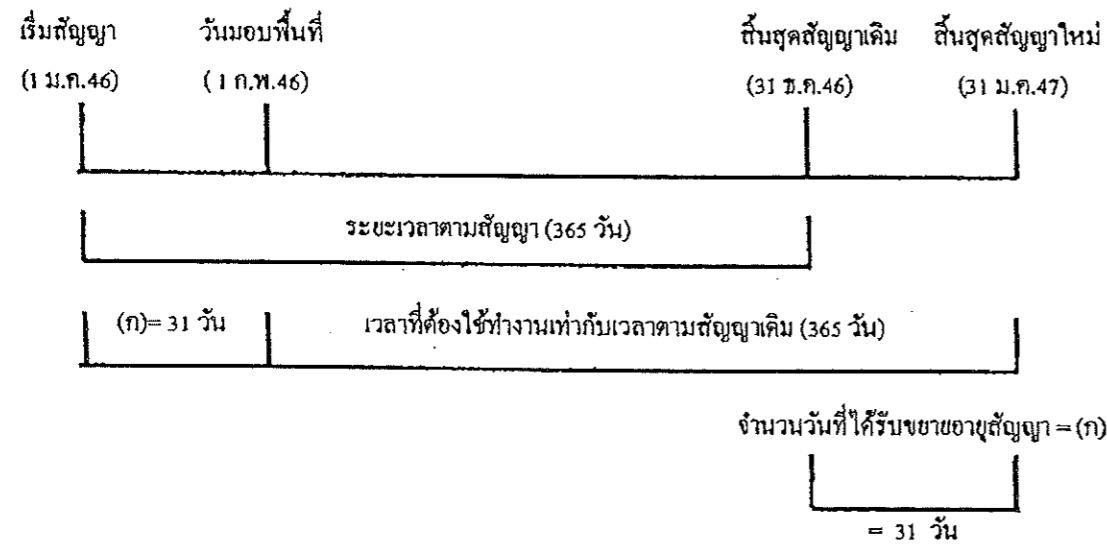 เริ่มสัญญา วันมอบพื้นที่ สิ้นสุดสัญญาเดิม สิ้นสุดสัญญาใหม่
(1 ม.ค.46) (1 ก.พ.46) (31 ธ.ค.46) (31 ม.ค.47)
ระยะเวลาตามสัญญา (365 วัน)
(ก)= 31 วัน เวลาที่ต้องใช้ทำงานเท่ากับเวลาตามสัญญาเดิม (365 วัน)
จำนวนวันที่ได้รับขยายอายุสัญญา = (ก)
= 31 วัน